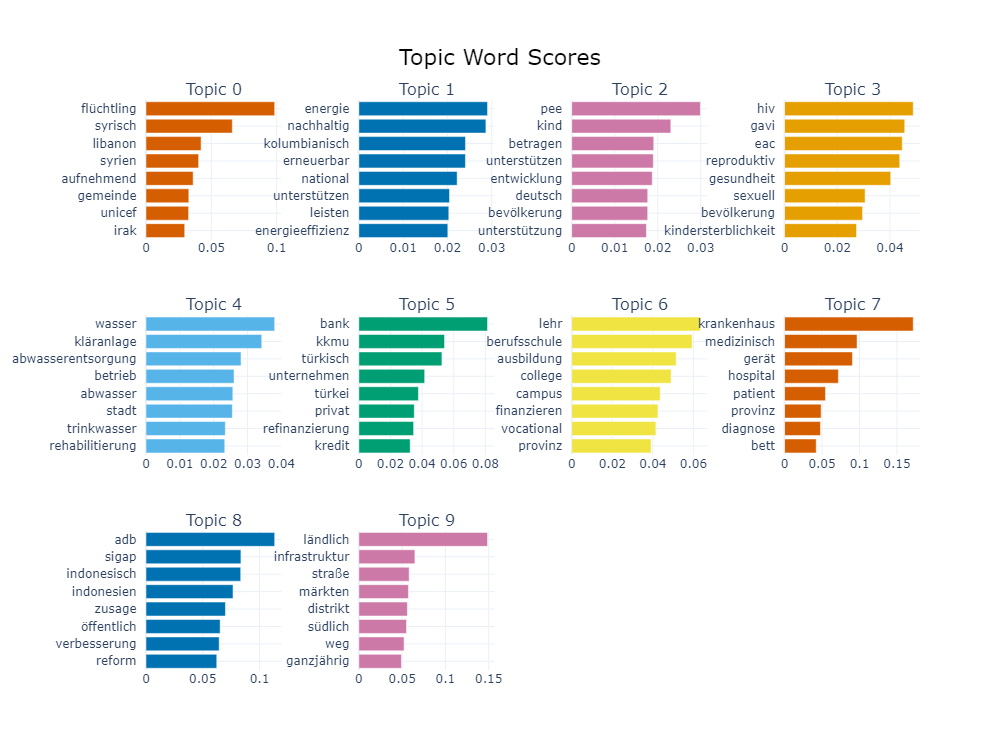 Topic Word Scores
Topic 0
flüchtling
syrisch
libanon
syrien
aufnehmend
gemeinde
unicef
irak
0 0.05 0.1
Topic 1
energie
nachhaltig
kolumbianisch
erneuerbar
national
unterstützen
leisten
energieeffizienz
0 0.01 0.02 0.03
Topic 2
pee
kind
betragen
unterstützen
entwicklung
deutsch
bevölkerung
unterstützung
0 0.01 0.02 0.03
Topic 3
hiv
gavi
eac
reproduktiv
gesundheit
sexuell
bevölkerung
kindersterblichkeit
0 0.02 0.04
Topic 4
wasser
kläranlage
abwasserentsorgung
betrieb
abwasser
stadt
trinkwasser
rehabilitierung
0 0.01 0.02 0.03 0.04
Topic 5
bank
kkmu
türkisch
unternehmen
türkei
privat
refinanzierung
kredit
0 0.02 0.04 0.06 0.08
Topic 6
lehr
berufsschule
ausbildung
college
campus
finanzieren
vocational
provinz
0 0.02 0.04 0.06
Topic 7
krankenhaus
medizinisch
gerät
hospital
patient
provinz
diagnose
bett
0 0.05 0.1 0.15
Topic 8
adb
sigap
indonesisch
indonesien
zusage
öffentlich
verbesserung
reform
0 0.05 0.1
Topic 9
ländlich
infrastruktur
straße
märkten
distrikt
südlich
weg
ganzjährig
0 0.05 0.1 0.15